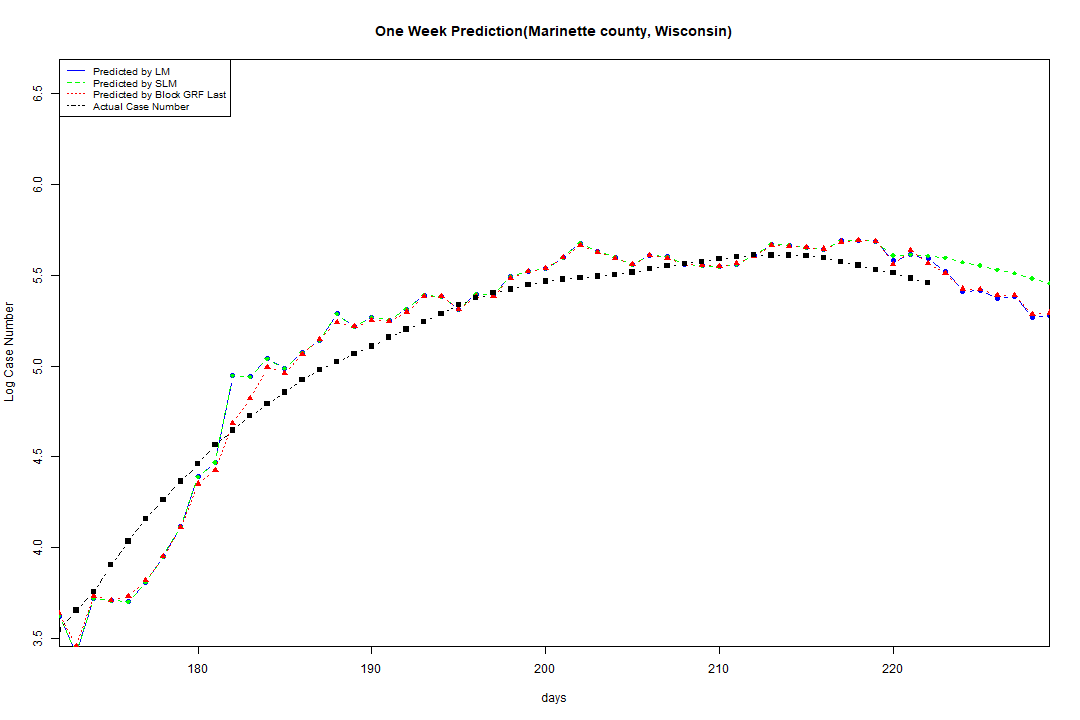 One Week Prediction(Marinette county, Wisconsin)
Predicted by LM
Predicted by SLM
Predicted by Block GRF Last
Actual Case Number
Log Case Number
6.5
6.0
5.5
5.0
4.5
4.0
3.5
180 190 200 210 220
days